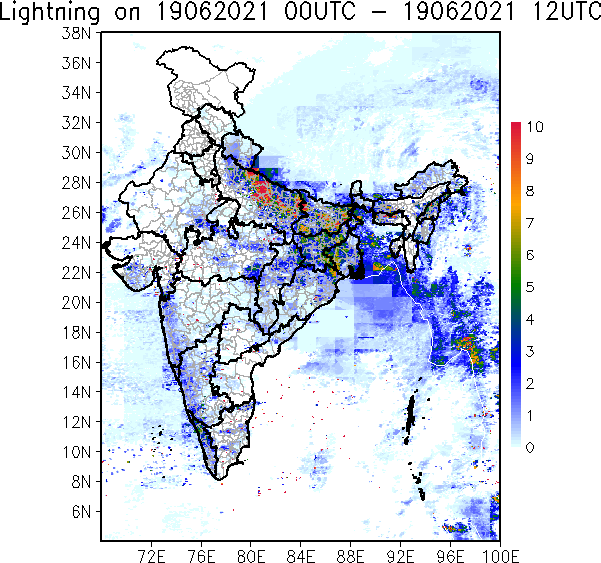 Lightning on 19062021 00UTC – 19062021 12UTC
38N
36N
34N
32N
30N
28N
26N
24N
22N
20N
18N
16N
14N
12N
10N
8N
6N
72E 76E 80E 84E 88E 92E 96E 100E
10
9
8
7
6
5
4
3
2
1
0